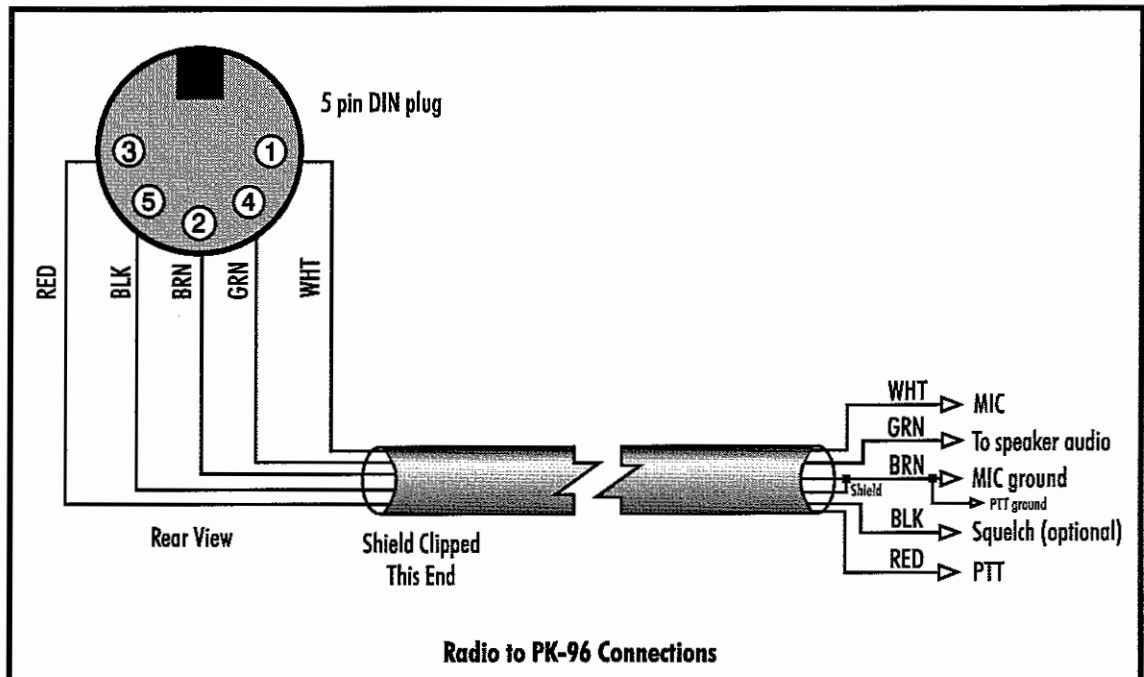 5 pin DIN plug
3
1
5
4
2
RED
BLK
BRN
GRN
WHT
WHT
MIC
GRN
To speaker audio
BRN
MIC ground
Shield
PTT ground
BLK
Squelch (optional)
RED
PTT
Rear View
Shield Clipped
This End
Radio to PK-96 Connections